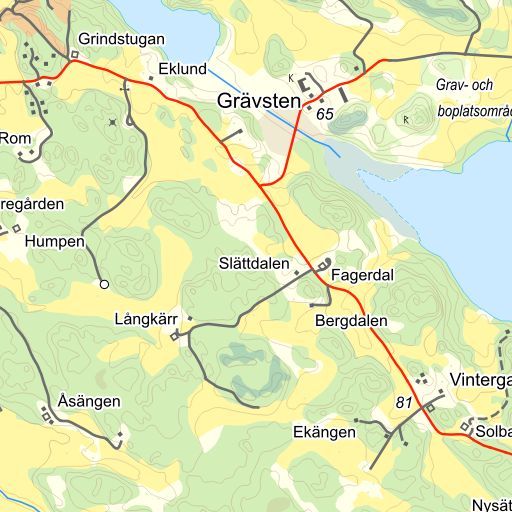 Grindstugan
Eklund
K
Grävsten
65
Grav- och
boplatsområd
R
Rom
regården
Humpen
Slättdalen
Fagerdal
Långkärr
Bergdalen
Åsängen
81
Vinterga
Ekängen
Solba
Nysät